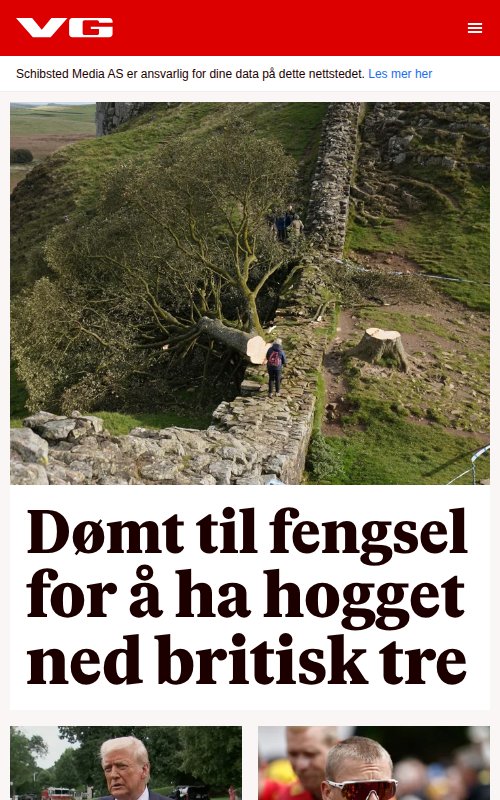 VG
Schibsted Media AS er ansvarlig for dine data på dette nettstedet. Les mer her
Dømt til fengsel
for å ha hogget
ned britisk tre